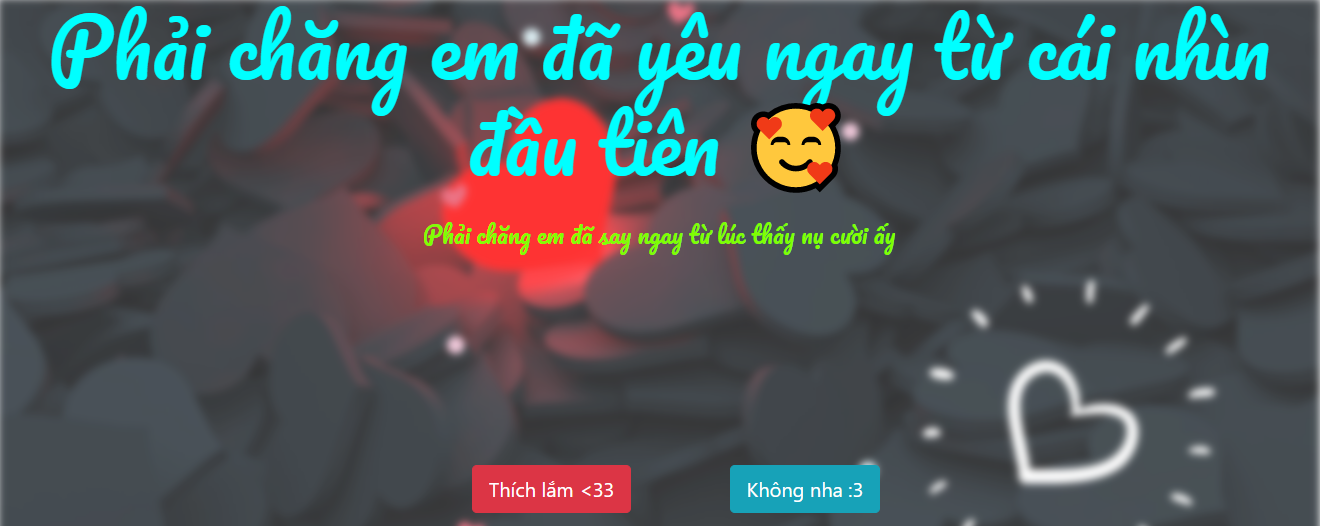 Phải chăng em đã yêu ngay từ cái nhìn
đầu tiên 🥰
Phải chăng em đã say ngay từ lúc thấy nụ cười ấy
Thích lắm <33
Không nha :3